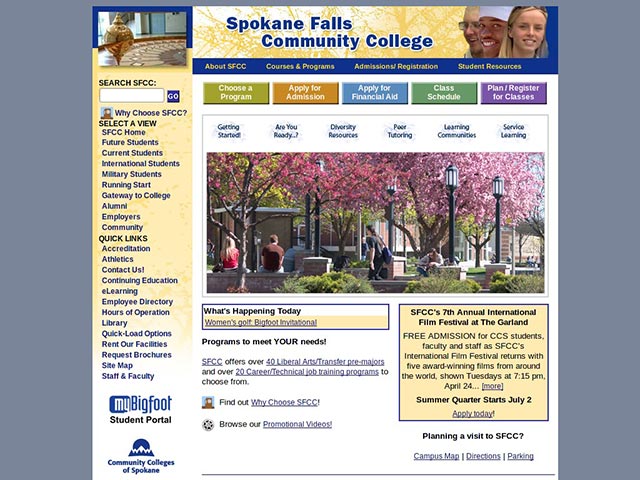 Spokane Falls
Community College
About SFCC
Courses & Programs
Admissions/ Registration
Student Resources
SEARCH SFCC:
GO
Why Choose SFCC?
SELECT A VIEW
SFCC Home
Future Students
Current Students
International Students
Military Students
Running Start
Gateway to College
Alumni
Employers
Community
QUICK LINKS
Accreditation
Athletics
Contact Us!
Continuing Education
eLearning
Employee Directory
Hours of Operation
Library
Quick-Load Options
Rent Our Facilities
Request Brochures
Site Map
Staff & Faculty
myBigfoot
Student Portal
Community Colleges
of Spokane
Choose a
Program
Apply for
Admission
Apply for
Financial Aid
Class
Schedule
Plan / Register
for Classes
Getting
Started!
Are You
Ready..?
Diversity
Resources
Peer
Tutoring
Learning
Communities
Service
Learning
What's Happening Today
Women's golf: Bigfoot Invitational
Programs to meet YOUR needs!
SFCC offers over 40 Liberal Arts/Transfer pre-majors
and over 20 Career/Technical job training programs to
choose from.
Find out Why Choose SFCC!
Browse our Promotional Videos!
SFCC's 7th Annual International
Film Festival at The Garland
FREE ADMISSION for CCS students,
faculty and staff as SFCC's
International Film Festival returns with
five award-winning films from around
the world, shown Tuesdays at 7:15 pm,
April 24... [more]
Summer Quarter Starts July 2
Apply today!
Planning a visit to SFCC?
Campus Map | Directions | Parking